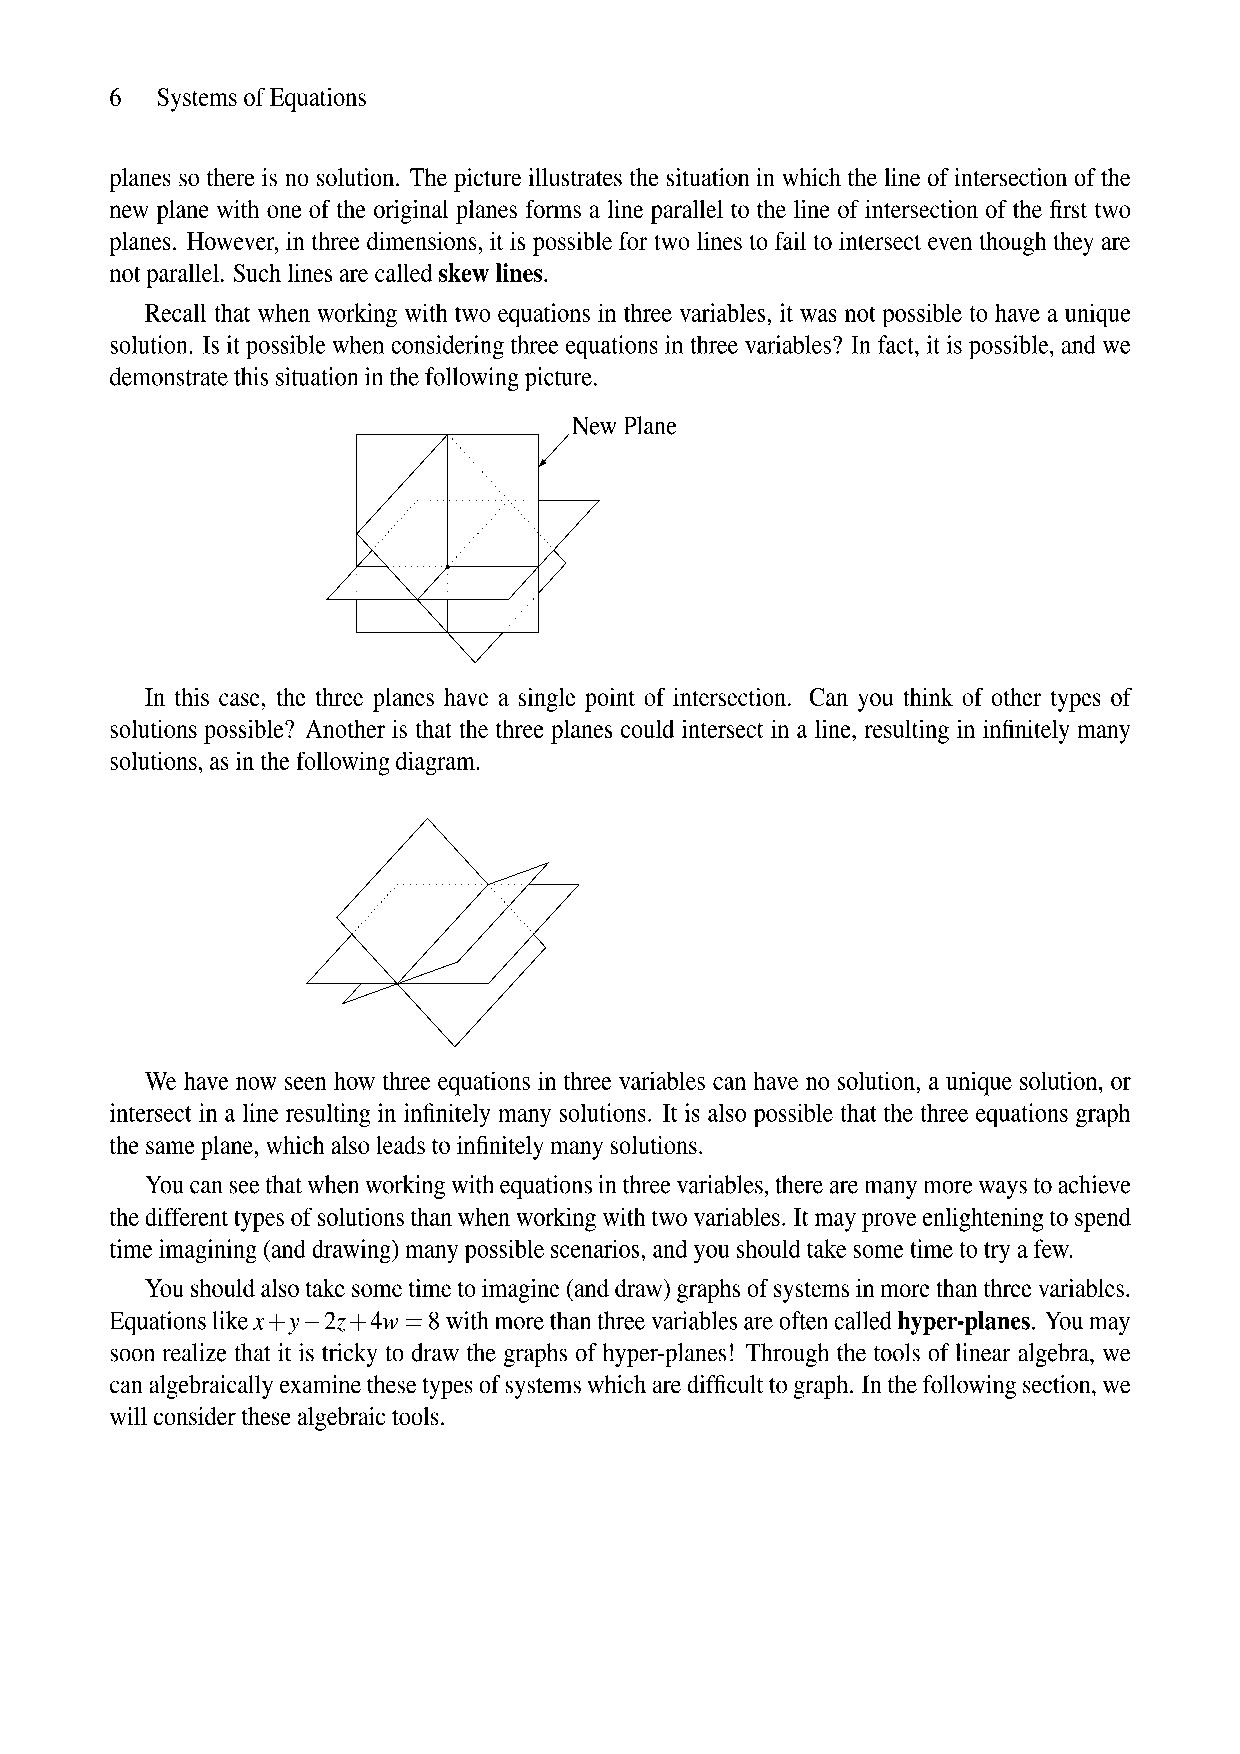 6 Systems of Equations
planes so there is no solution. The picture illustrates the situation in which the line of intersection of the
new plane with one of the original planes forms a line parallel to the line of intersection of the first two
planes. However, in three dimensions, it is possible for two lines to fail to intersect even though they are
not parallel. Such lines are called skew lines.
Recall that when working with two equations in three variables, it was not possible to have a unique
solution. Is it possible when considering three equations in three variables? In fact, it is possible, and we
demonstrate this situation in the following picture.
New Plane
In this case, the three planes have a single point of intersection. Can you think of other types of
solutions possible? Another is that the three planes could intersect in a line, resulting in infinitely many
solutions, as in the following diagram.
We have now seen how three equations in three variables can have no solution, a unique solution, or
intersect in a line resulting in infinitely many solutions. It is also possible that the three equations graph
the same plane, which also leads to infinitely many solutions.
You can see that when working with equations in three variables, there are many more ways to achieve
the different types of solutions than when working with two variables. It may prove enlightening to spend
time imagining (and drawing) many possible scenarios, and you should take some time to try a few.
You should also take some time to imagine (and draw) graphs of systems in more than three variables.
Equations like x+y−2z+4w = 8 with more than three variables are often called hyper-planes. You may
soon realize that it is tricky to draw the graphs of hyper-planes! Through the tools of linear algebra, we
can algebraically examine these types of systems which are difficult to graph. In the following section, we
will consider these algebraic tools.